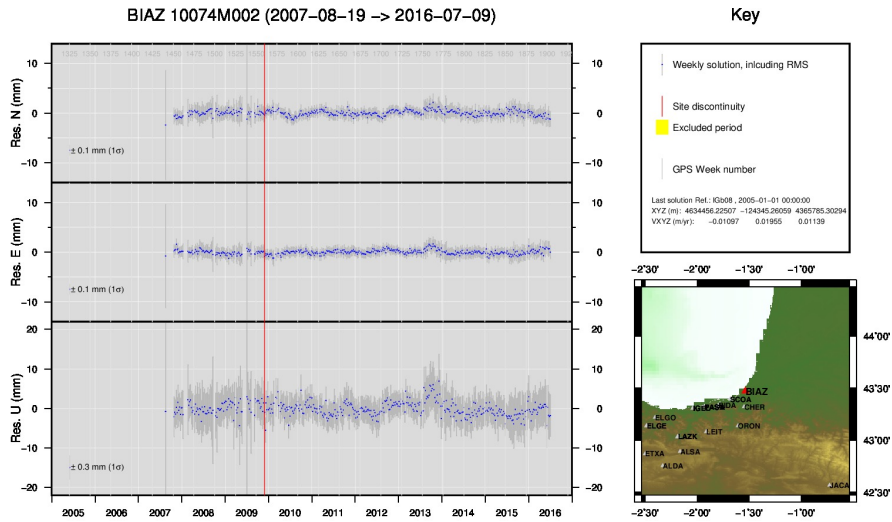 BIAZ 10074M002 (2007−08−19 −> 2016−07−09)
Key
10
0
−10
Res. N (mm)
± 0.1 mm (1σ)
10
0
−10
10
0
−10
Res. E (mm)
± 0.1 mm (1σ)
10
0
−10
20
10
0
−10
−20
Res. U (mm)
± 0.3 mm (1σ)
20
10
0
−10
−20
2005 2006 2007 2008 2009 2010 2011 2012 2013 2014 2015 2016
Weekly solution, inlcuding RMS
Site discontinuity
Excluded period
GPS Week number
Last solution Ref.: IGb08 , 2005−01−01 00:00:00
XYZ (m): 4634456.22507 −124345.26059 4365785.30294
VXYZ (m/yr): −0.01097 0.01955 0.01139
−2°30' −2°00' −1°30' −1°00'
44°00'
43°30'
43°00'
42°30'
BIAZ
SCOA
CHER
ELGO
ELGE
LEIT
ORON
LAZK
ETXA
ALSA
ALDA
JACA
−2°30' −2°00' −1°30' −1°00'